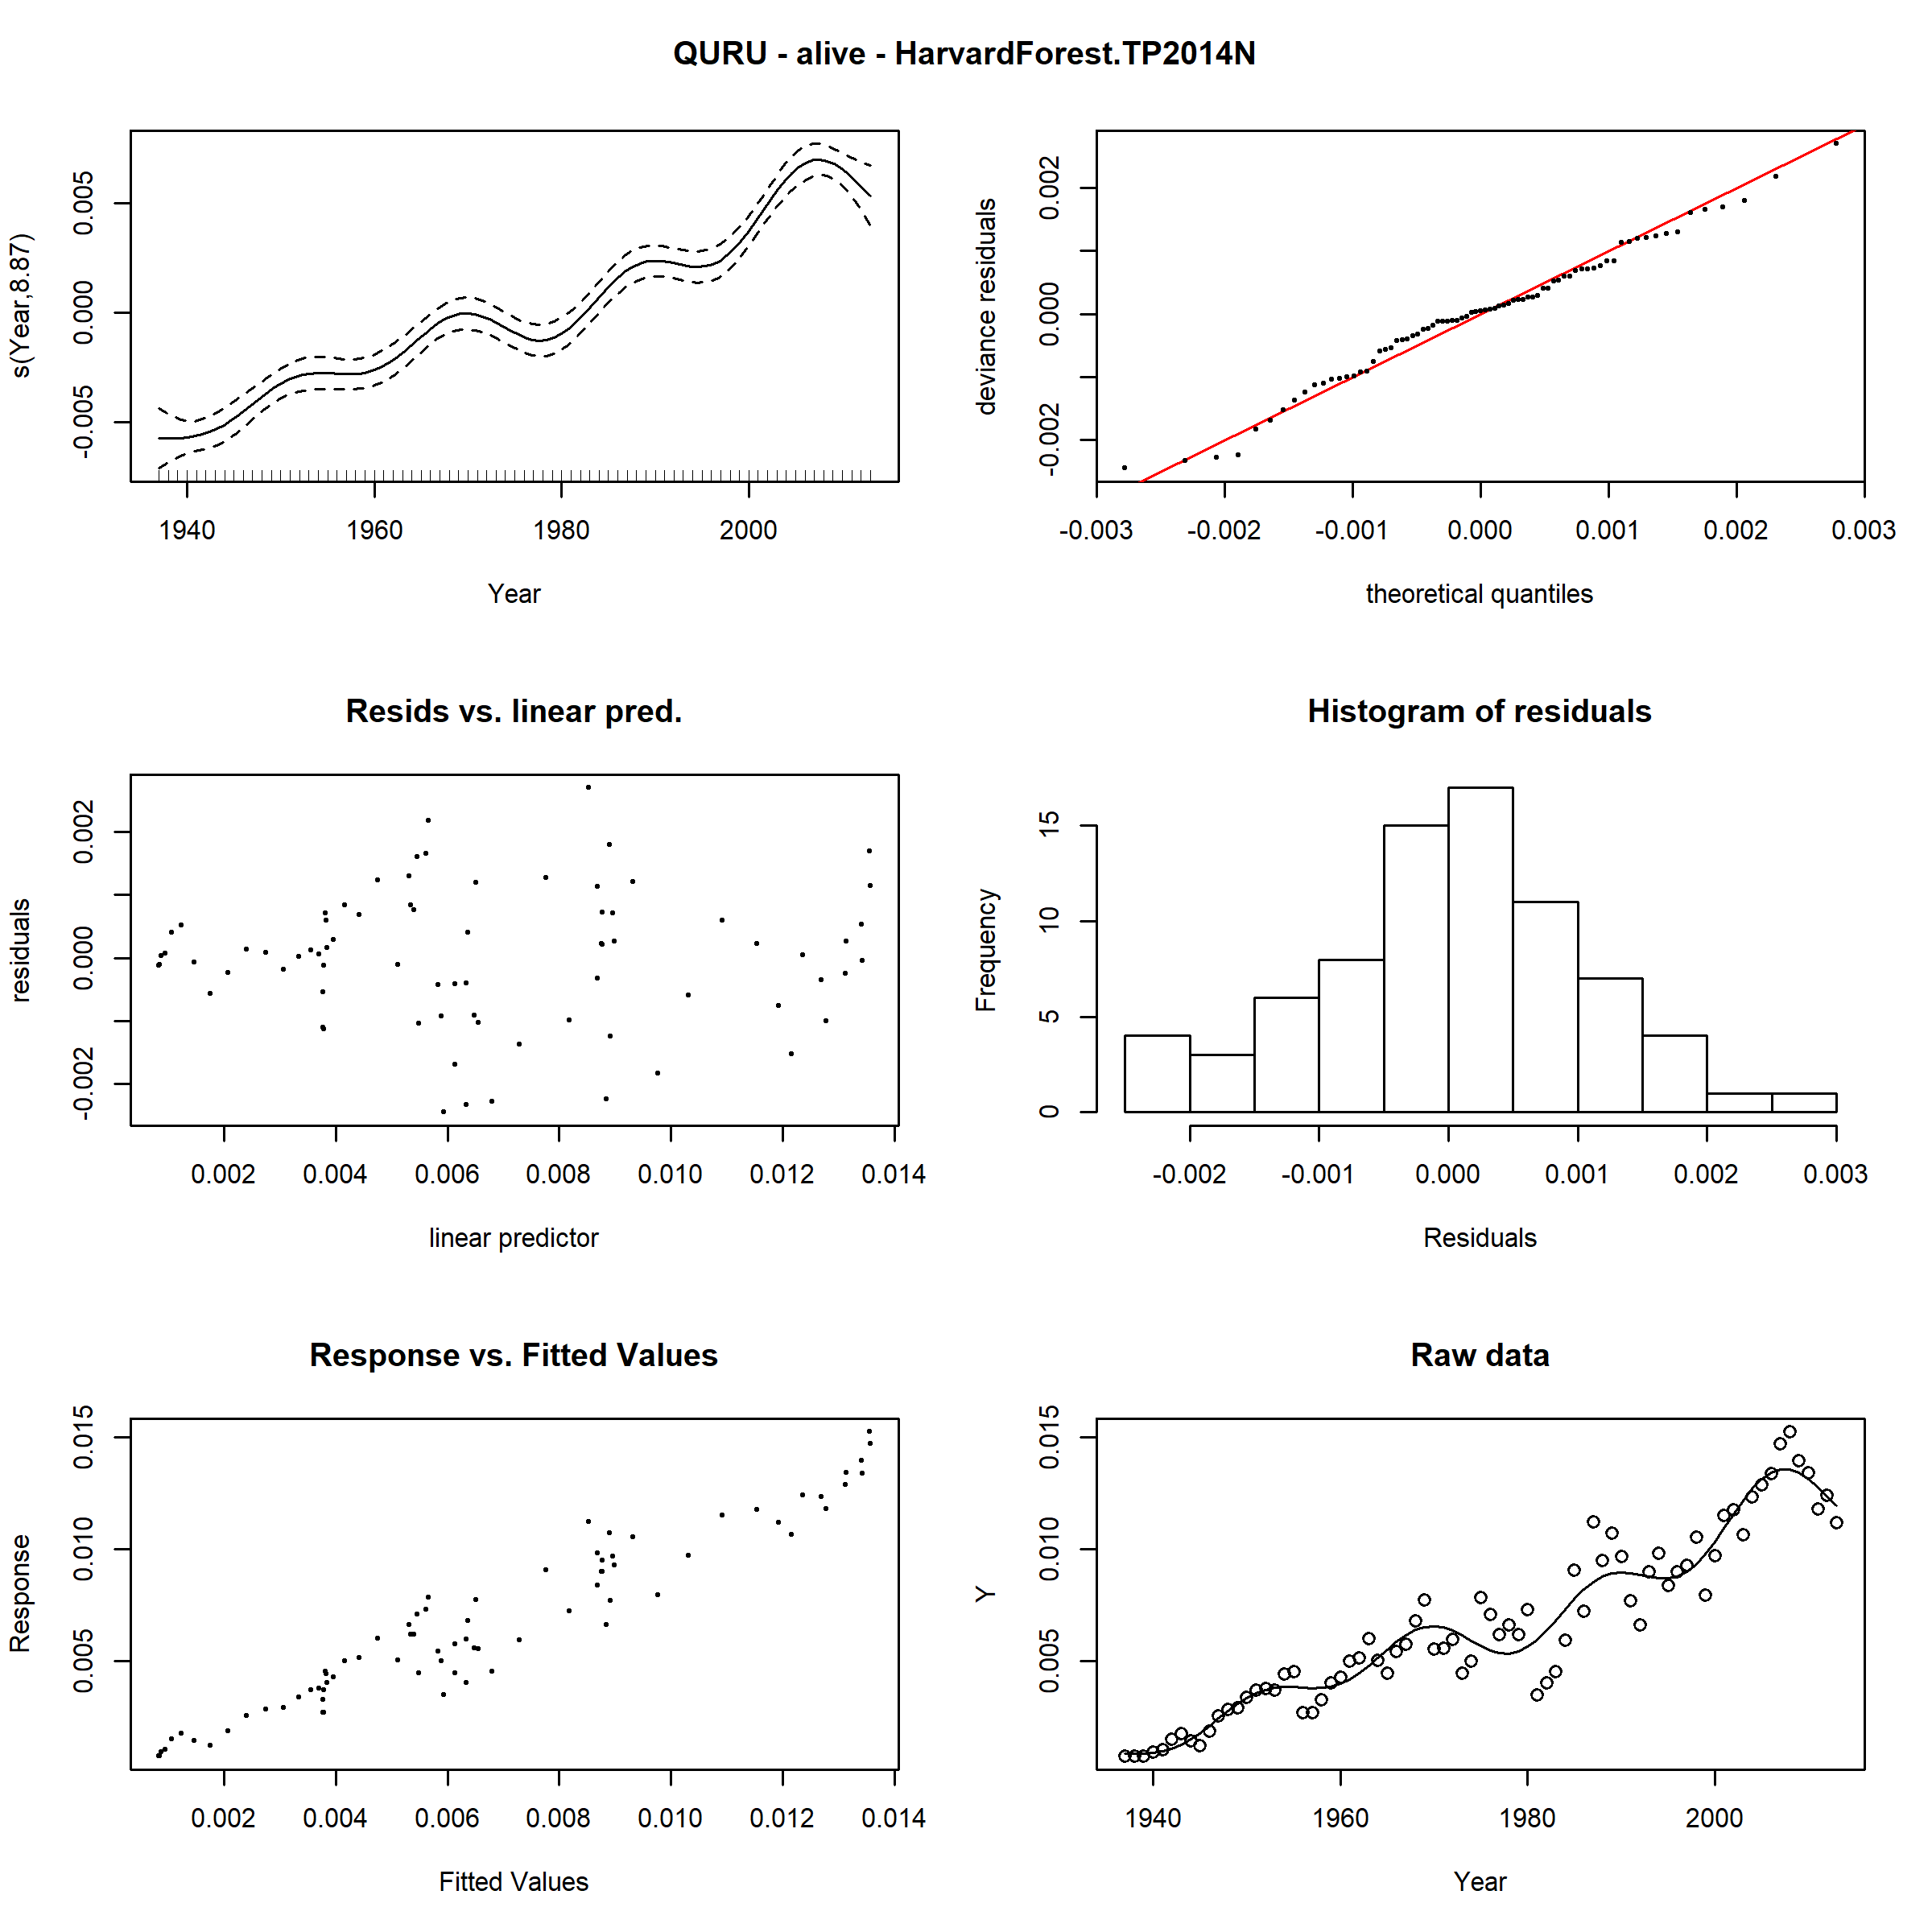 QURU - alive - HarvardForest.TP2014N
s(Year,8.87)
0.005
0.000
-0.005
1940 1960 1980 2000
Year
deviance residuals
0.002
0.000
-0.002
-0.003 -0.002 -0.001 0.000 0.001 0.002 0.003
theoretical quantiles
Resids vs. linear pred.
residuals
0.002
0.000
-0.002
0.002 0.004 0.006 0.008 0.010 0.012 0.014
linear predictor
Histogram of residuals
Frequency
15
10
5
0
-0.002 -0.001 0.000 0.001 0.002 0.003
Residuals
Response vs. Fitted Values
Response
0.015
0.010
0.005
0.002 0.004 0.006 0.008 0.010 0.012 0.014
Fitted Values
Raw data
Y
0.015
0.010
0.005
1940 1960 1980 2000
Year